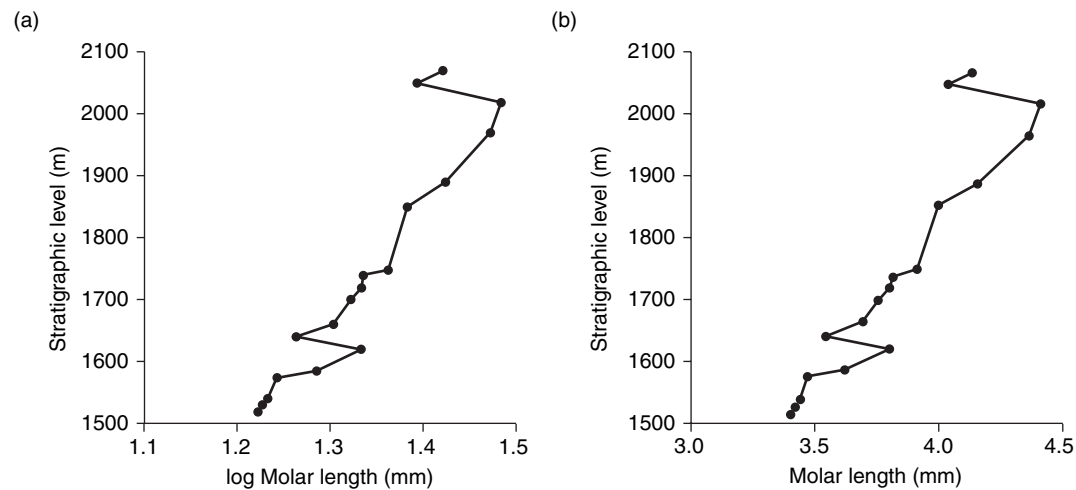 (a)
2100
2000
1900
1800
1700
1600
1500
Stratigraphic level (m)
1.1 1.2 1.3 1.4 1.5
log Molar length (mm)
(b)
2100
2000
1900
1800
1700
1600
1500
Stratigraphic level (m)
3.0 3.5 4.0 4.5
Molar length (mm)